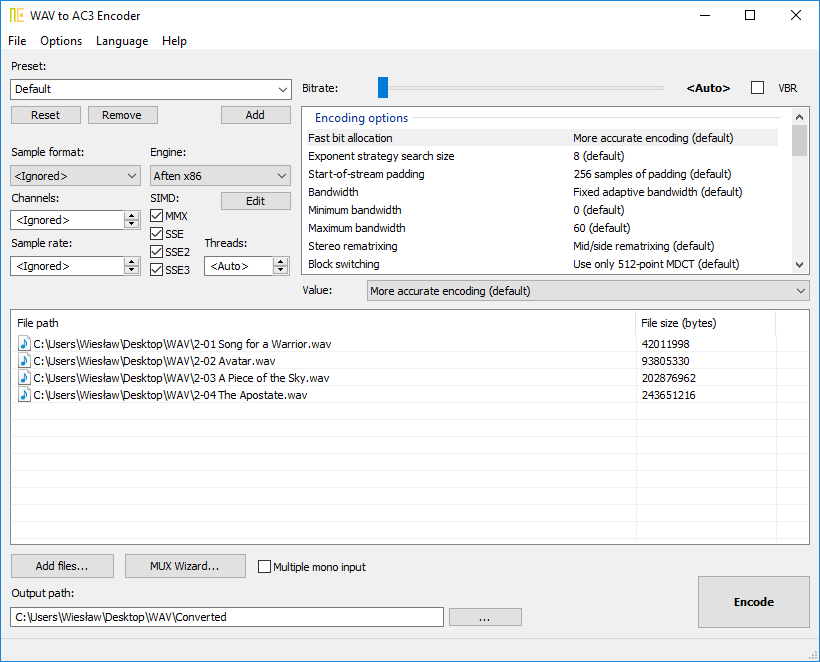 WAV to AC3 Encoder
File Options Language Help
Preset:
Default
Bitrate:
<Auto>
VBR
Reset
Remove
Add
Encoding options
Fast bit allocation More accurate encoding (default)
Exponent strategy search size 8 (default)
Start-of-stream padding 256 samples of padding (default)
Bandwidth Fixed adaptive bandwidth (default)
Minimum bandwidth 0 (default)
Maximum bandwidth 60 (default)
Stereo rematrixing Mid/side rematrixing (default)
Block switching Use only 512-point MDCT (default)
Sample format:
Engine:
<Ignored>
Aften x86
Channels:
SIMD:
Edit
<Ignored>
MMX
SSE
Sample rate:
Threads:
SSE2
<Ignored>
SSE3
<Auto>
Value: More accurate encoding (default)
File path File size (bytes)
C:\Users\Wiesław\Desktop\WAV\2-01 Song for a Warrior.wav 42011998
C:\Users\Wiesław\Desktop\WAV\2-02 Avatar.wav 93805330
C:\Users\Wiesław\Desktop\WAV\2-03 A Piece of the Sky.wav 202876962
C:\Users\Wiesław\Desktop\WAV\2-04 The Apostate.wav 243651216
Add files...
MUX Wizard...
Multiple mono input
Output path:
C:\Users\Wiesław\Desktop\WAV\Converted
...
Encode